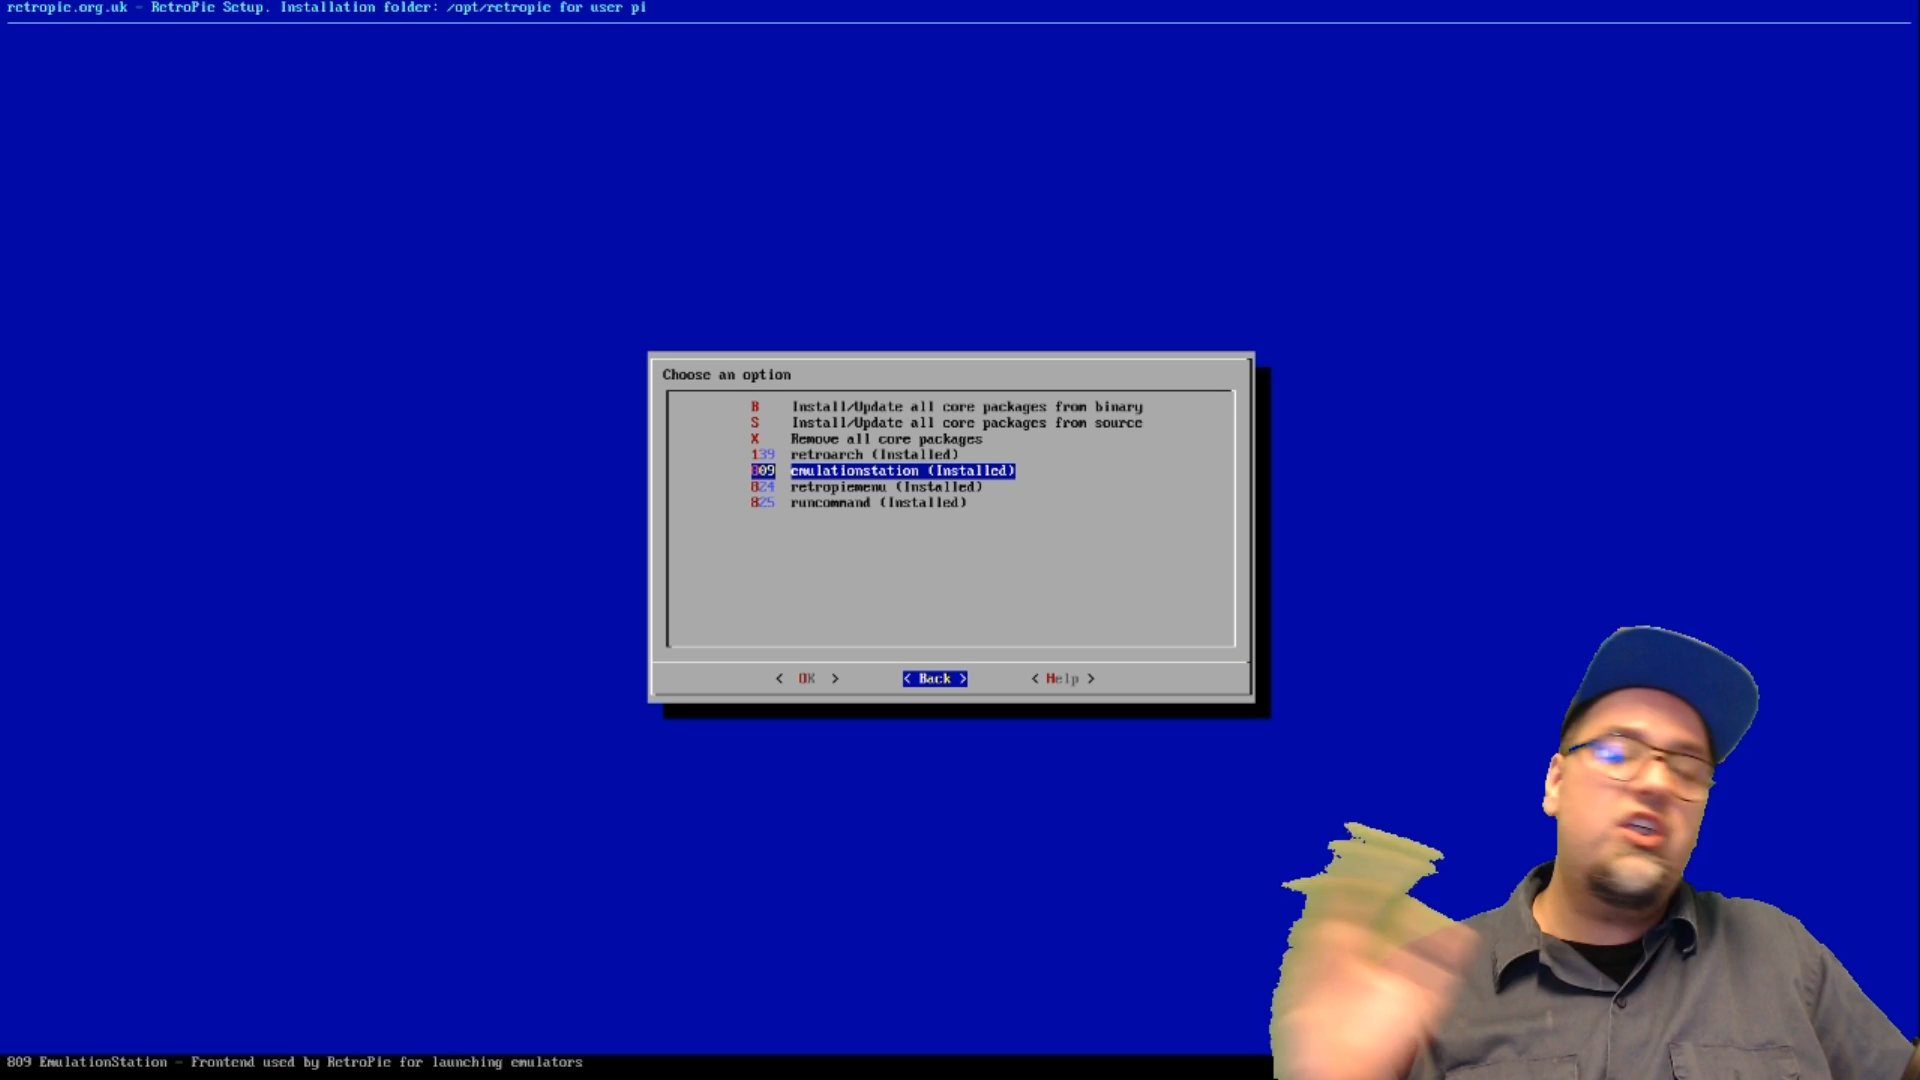 retropie.org.uk - RetroPie Setup. Installation folder: /opt/retropie for user pi
Choose an option
B Install/Update all core packages from binary
S Install/Update all core packages from source
X Remove all core packages
139 retroarch (Installed)
809 emulationstation (Installed)
824 retropiemenu (Installed)
825 runcommand (Installed)
< OK > < Back > < Help >
809 EmulationStation - Frontend used by RetroPie for launching emulators